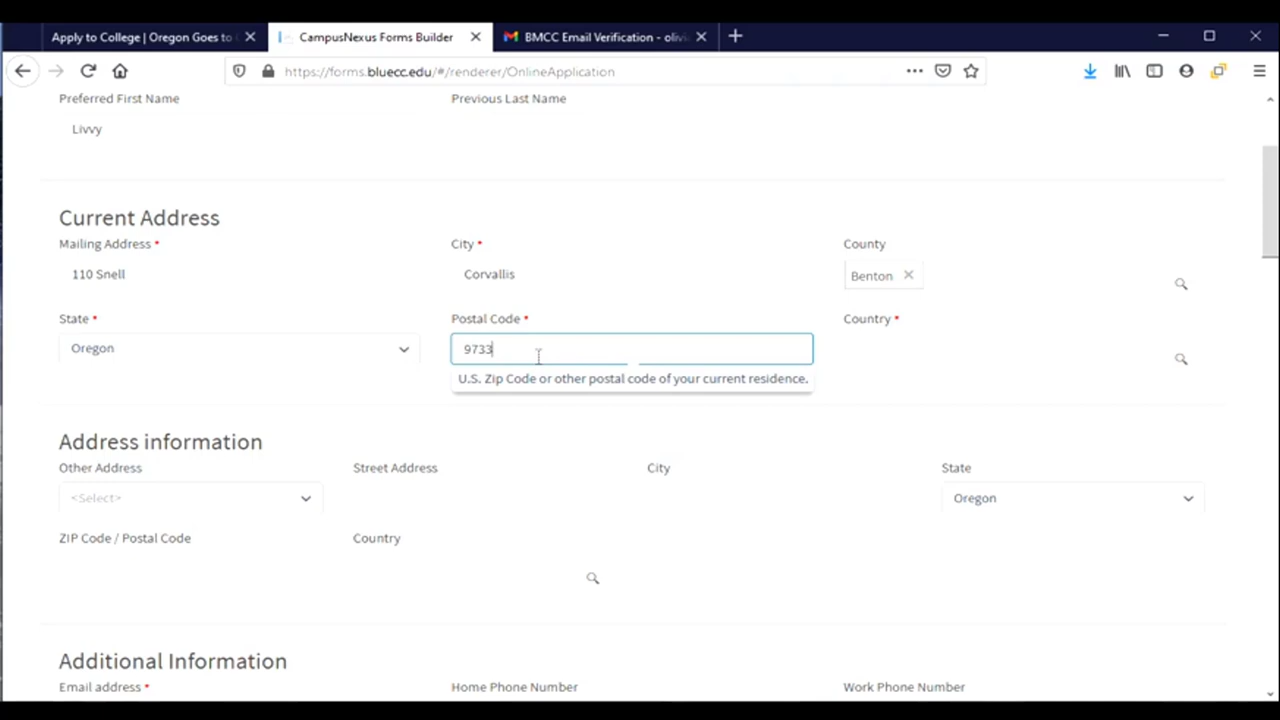 Apply to College | Oregon Goes to
CampusNexus Forms Builder
BMCC Email Verification - olivi
https://forms.bluecc.edu/#/renderer/OnlineApplication
Preferred First Name
Previous Last Name
Livvy
Current Address
Mailing Address *
City *
County
110 Snell
Corvallis
Benton
State *
Postal Code *
Country *
Oregon
9733
U.S. Zip Code or other postal code of your current residence.
Address information
Other Address
Street Address
City
State
<Select>
Oregon
ZIP Code / Postal Code
Country
Additional Information
Email address *
Home Phone Number
Work Phone Number